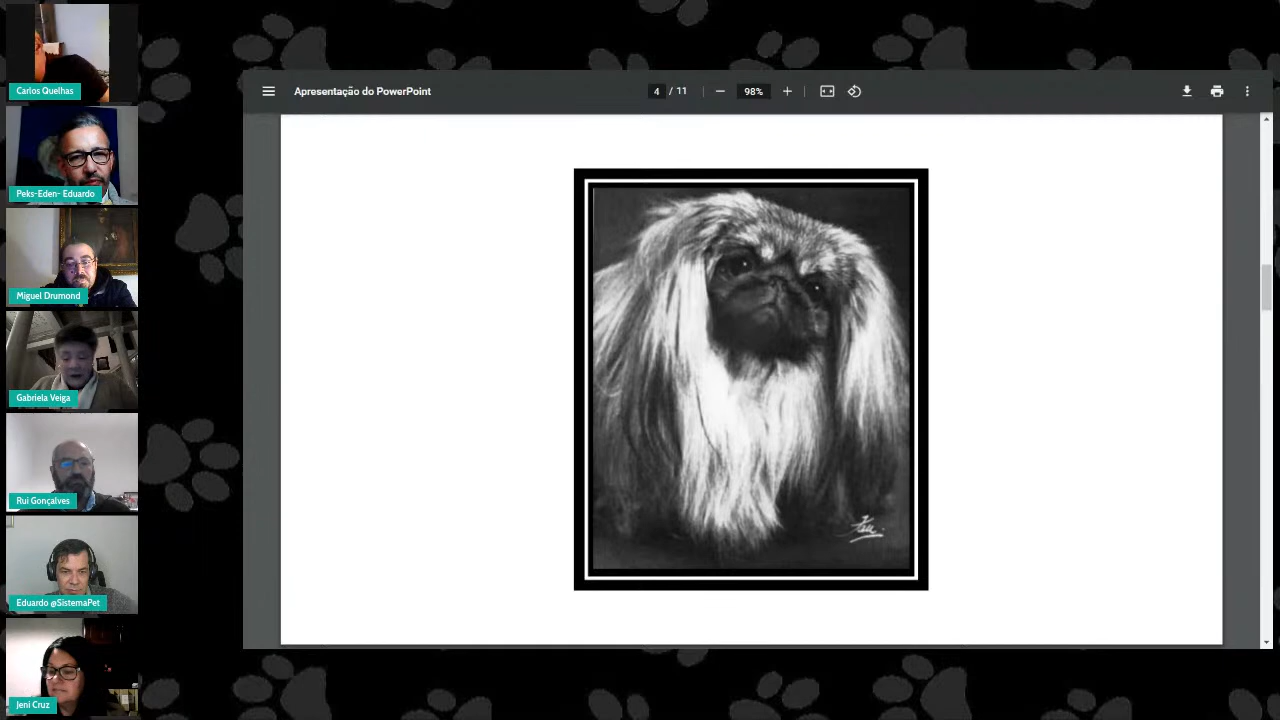 Carlos Quelhas
Peks-Eden- Eduardo
Miguel Drumond
Gabriela Veiga
Rui Gonçalves
Eduardo @SistemaPet
Jeni Cruz
Apresentação do PowerPoint
4 / 11
98%